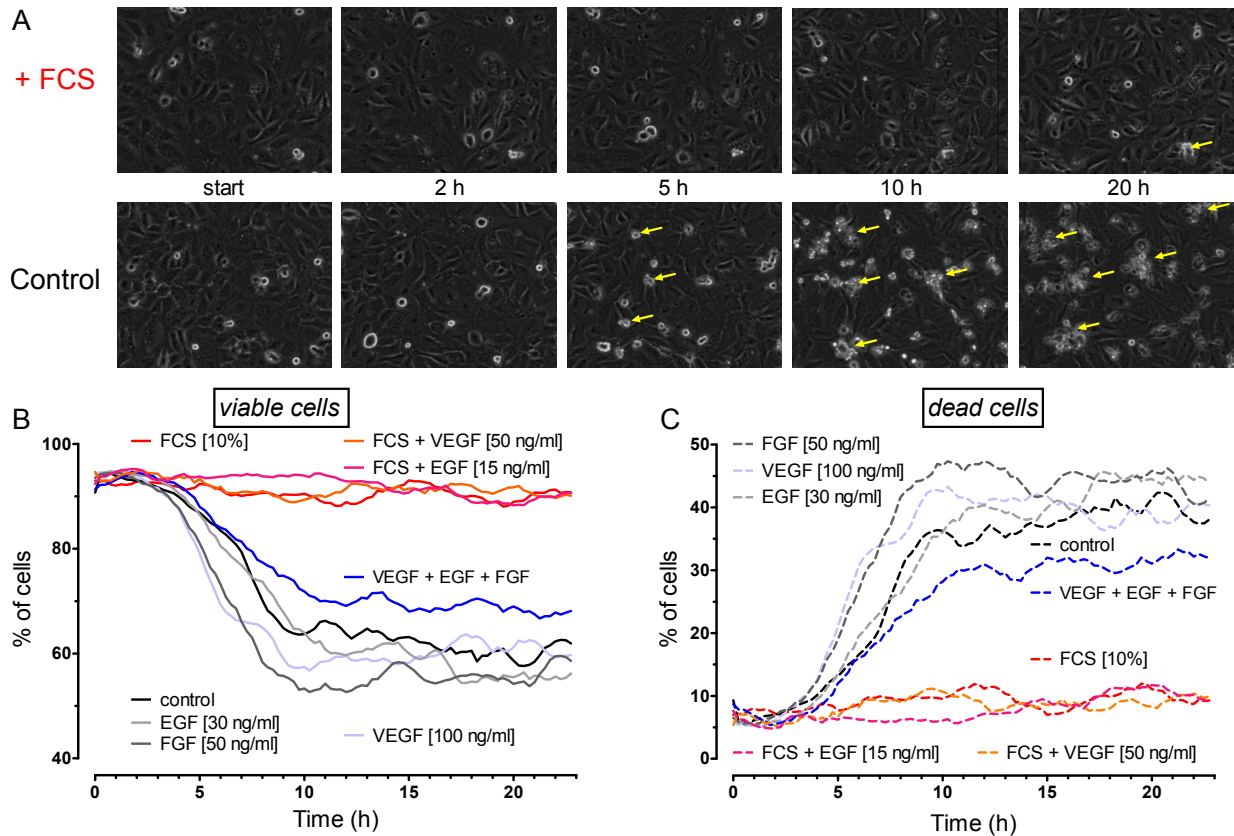 A
+ FCS
start
2 h
5 h
10 h
20 h
Control
B
viable cells
FCS [10%]
FCS + VEGF [50 ng/ml]
FCS + EGF [15 ng/ml]
VEGF + EGF + FGF
control
EGF [30 ng/ml]
FGF [50 ng/ml]
VEGF [100 ng/ml]
% of cells
100
80
60
40
0
5
10
15
20
Time (h)
C
dead cells
FGF [50 ng/ml]
VEGF [100 ng/ml]
EGF [30 ng/ml]
control
VEGF + EGF + FGF
FCS [10%]
FCS + EGF [15 ng/ml]
FCS + VEGF [50 ng/ml]
% of cells
50
40
30
20
10
0
0
5
10
15
20
Time (h)